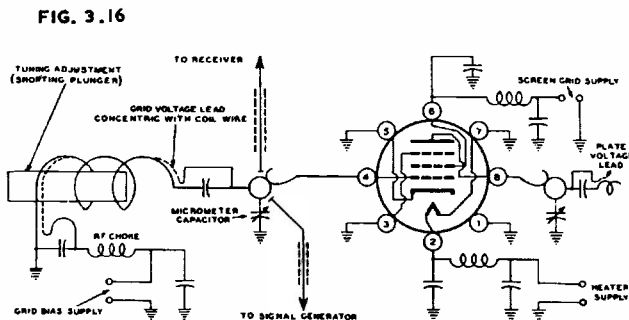 FIG. 3.16
TUNING ADJUSTMENT
(SHORTING PLUNGER)
GRID VOLTAGE LEAD
CONCENTRIC WITH COIL WIRE
TO RECEIVER
SCREEN GRID SUPPLY
PLATE
VOLTAGE
LEAD
6
5
7
4
8
3
1
2
MICROMETER
CAPACITOR
RF CHOKE
GRID BIAS SUPPLY
TO SIGNAL GENERATOR
HEATER
SUPPLY